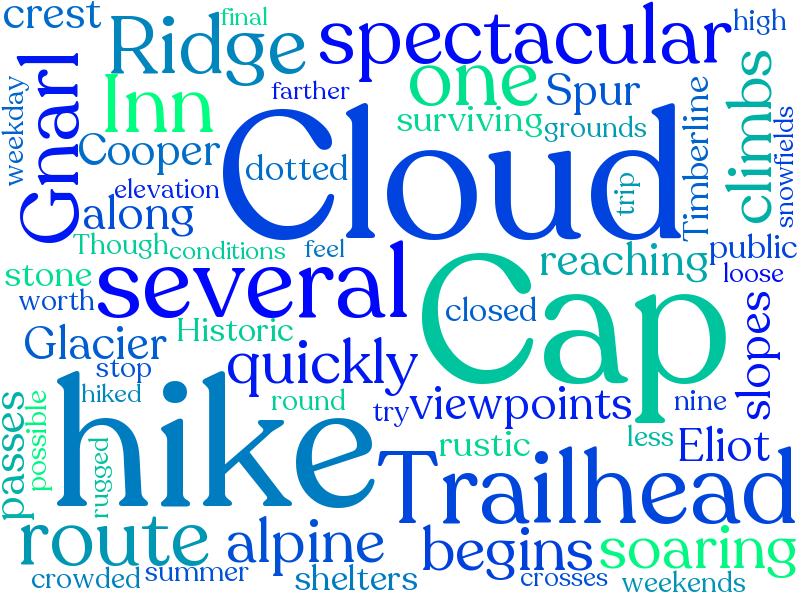 crest
final
Ridge
spectacular
high
weekday
Gnarl
Inn
farther
one
Spur
surviving
grounds
Timberline
climbs
snowfields
Cooper
dotted
Cloud
trip
elevation
along
Though
conditions
feel
reaching
public
loose
stone
several
worth
Cap
closed
slopes
Historic
Glacier
stop
quickly
hiked
hike
round
try
viewpoints
nine
passes
possible
rugged
rustic
less
Eliot
Trailhead
route
alpine
begins
soaring
crowded
summer
shelters
crosses
weekends